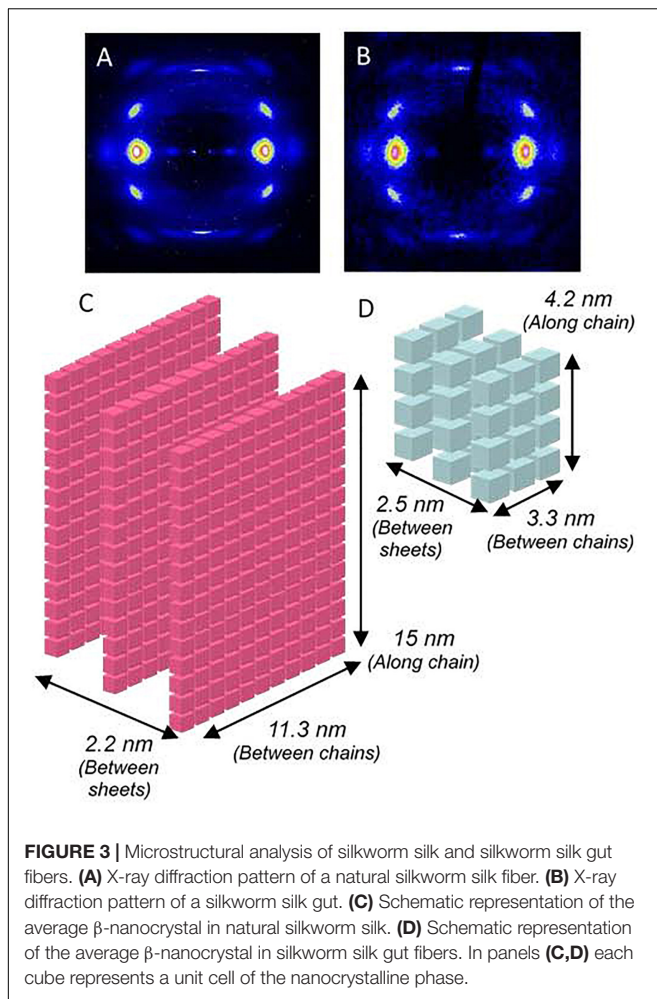 A
B
C
D
4.2 nm
(Along chain)
2.5 nm
(Between
sheets)
3.3 nm
(Between chains)
15 nm
(Along chain)
11.3 nm
(Between chains)
2.2 nm
(Between
sheets)
FIGURE 3 | Microstructural analysis of silkworm silk and silkworm silk gut
fibers. (A) X-ray diffraction pattern of a natural silkworm silk fiber. (B) X-ray
diffraction pattern of a silkworm silk gut. (C) Schematic representation of the
average β-nanocrystal in natural silkworm silk. (D) Schematic representation
of the average β-nanocrystal in silkworm silk gut fibers. In panels (C,D) each
cube represents a unit cell of the nanocrystalline phase.